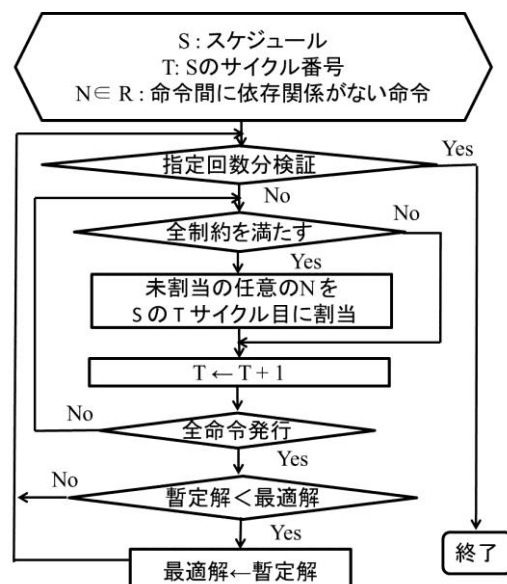 S : スケジュール
T: Sのサイクル番号
N∈ R : 命令間に依存関係がない命令
指定回数分検証
Yes
No
全制約を満たす
No
Yes
未割当の任意のNを
SのTサイクル目に割当
T ← T + 1
No
全命令発行
Yes
No
暫定解<最適解
Yes
最適解←暫定解
終了